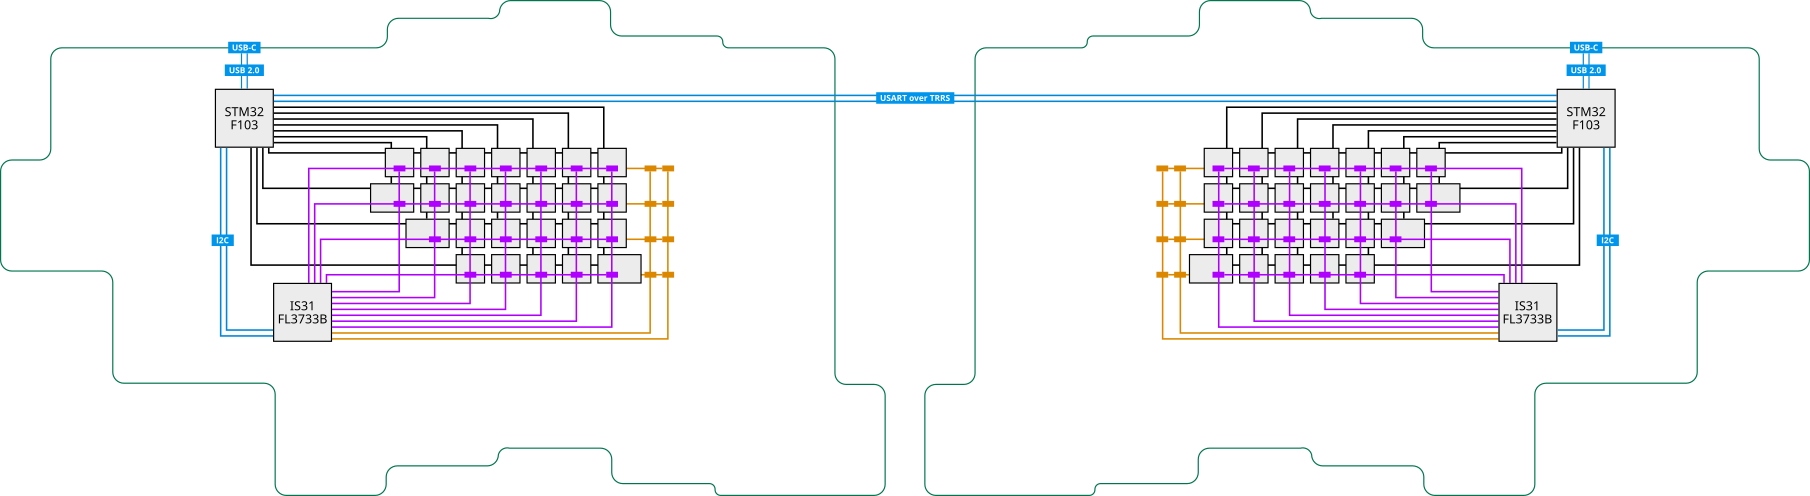 USB-C
USB 2.0
STM32
F103
USART over TRRS
I2C
IS31
FL3733B
USB-C
USB 2.0
STM32
F103
I2C
IS31
FL3733B